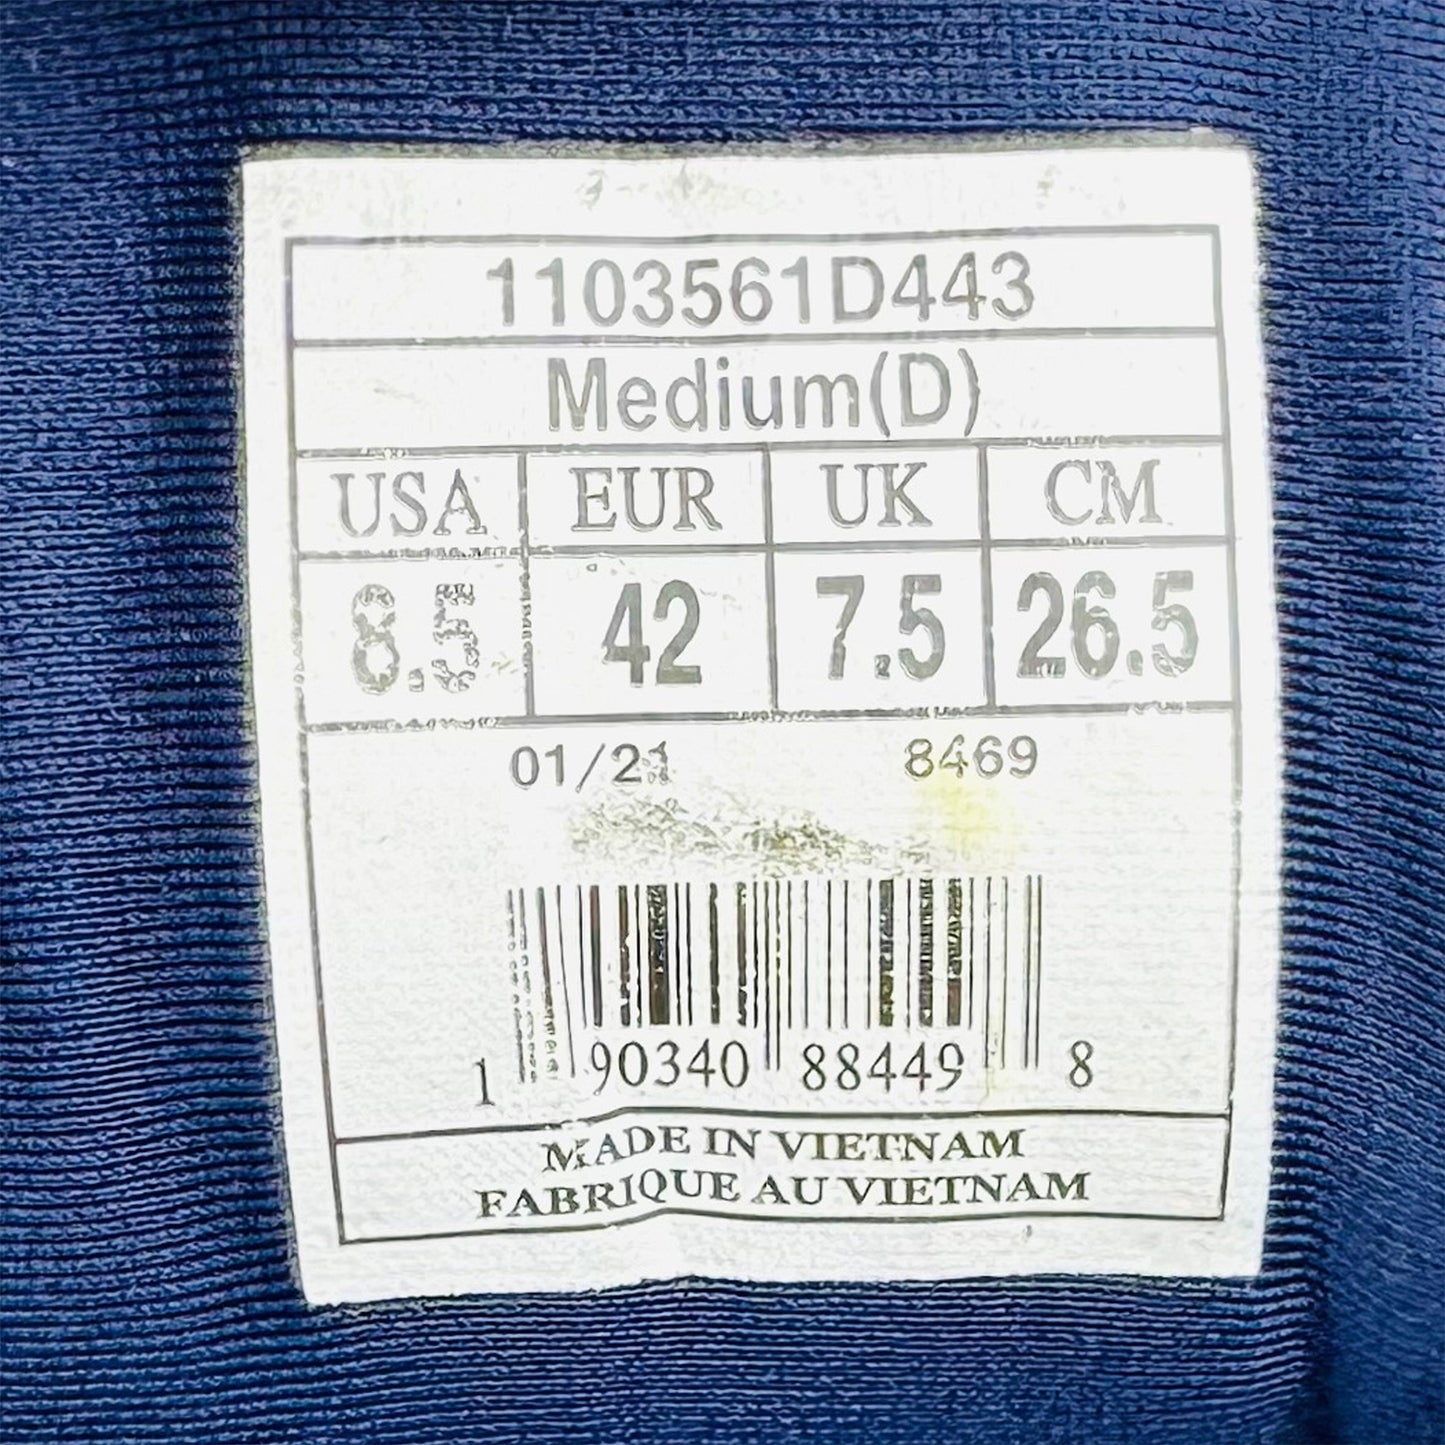 1103561D443
Medium(D)
USA EUR UK CM
8.5 42 7.5 26.5
01/21 8469
1 90340 88449 8
MADE IN VIETNAM
FABRIQUE AU VIETNAM